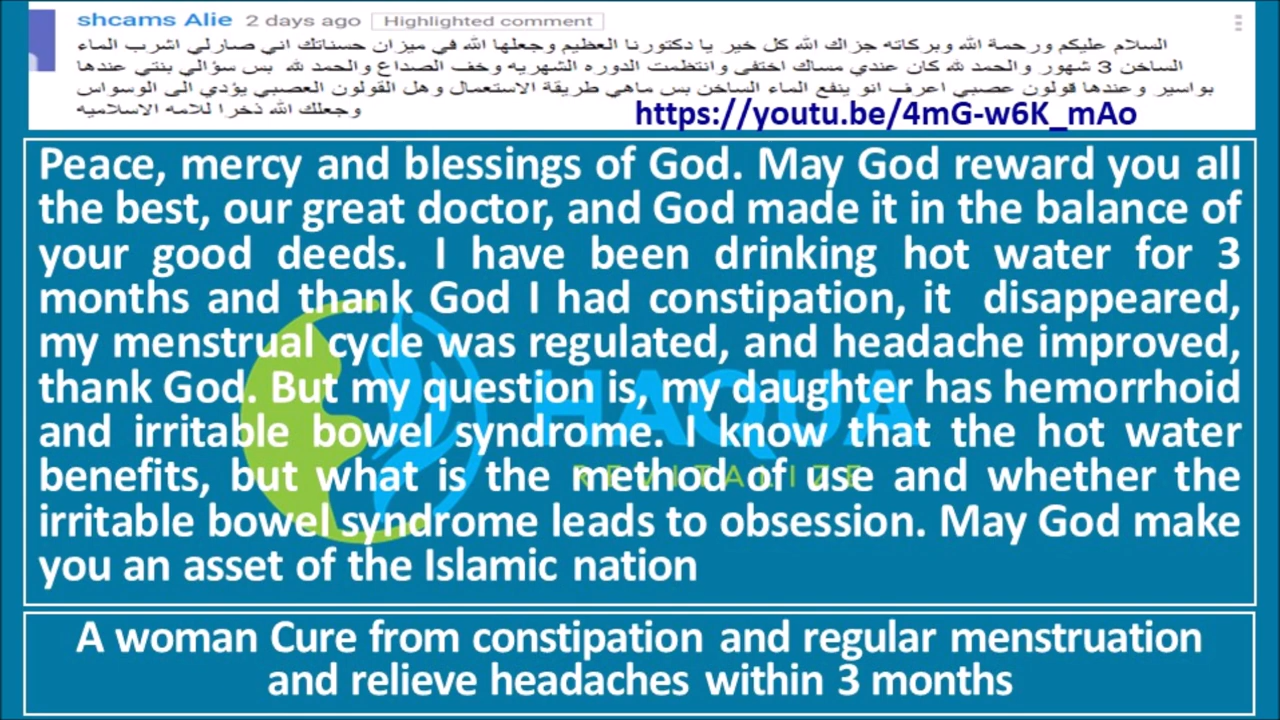 shcams Alie 2 days ago Highlighted comment
السلام عليكم ورحمة الله وبركاته جزاك الله كل خير يا دكتورنا العظيم وجعلها الله في ميزان حسناتك اني صارلي اشرب الماء
الساخن 3 شهور والحمد لله كان عندي مساك اختفى وانتظمت الدوره الشهريه وخف الصداع والحمد لله بس سؤالي بنتي عندها
بواسير وعندها قولون عصبي اعرف انو ينفع الماء الساخن بس ماهي طريقة الاستعمال وهل القولون العصبي يؤدي الى الوسواس
وجعلك الله ذخرا للامه الاسلاميه
https://youtu.be/4mG-w6K_mAo
Peace, mercy and blessings of God. May God reward you all
the best, our great doctor, and God made it in the balance of
your good deeds. I have been drinking hot water for 3
months and thank God I had constipation, it disappeared,
my menstrual cycle was regulated, and headache improved,
thank God. But my question is, my daughter has hemorrhoid
and irritable bowel syndrome. I know that the hot water
benefits, but what is the method of use and whether the
irritable bowel syndrome leads to obsession. May God make
you an asset of the Islamic nation
HAQUA
REVITALIZE
A woman Cure from constipation and regular menstruation
and relieve headaches within 3 months